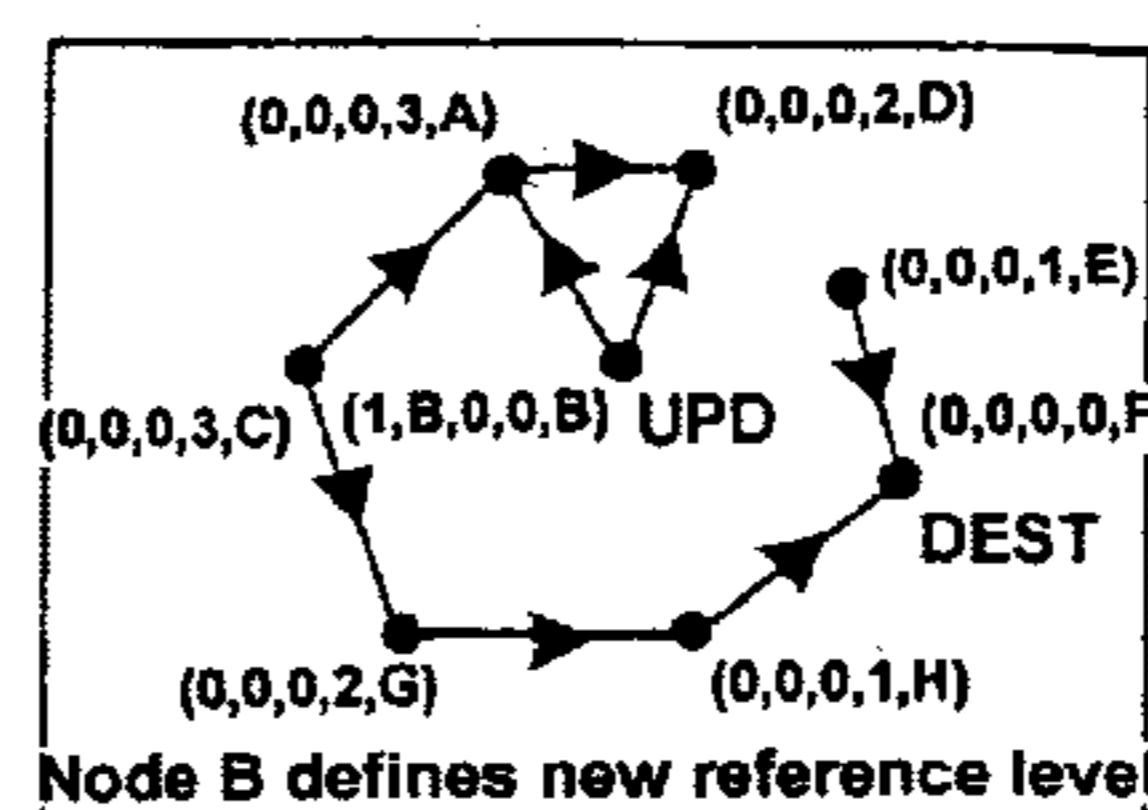 (0,0,0,3,A)
(0,0,0,2,D)
(0,0,0,1,E)
(0,0,0,3,C)
(1,B,0,0,B)
UPD
(0,0,0,0,F
DEST
(0,0,0,2,G)
(0,0,0,1,H)
Node B defines new reference level